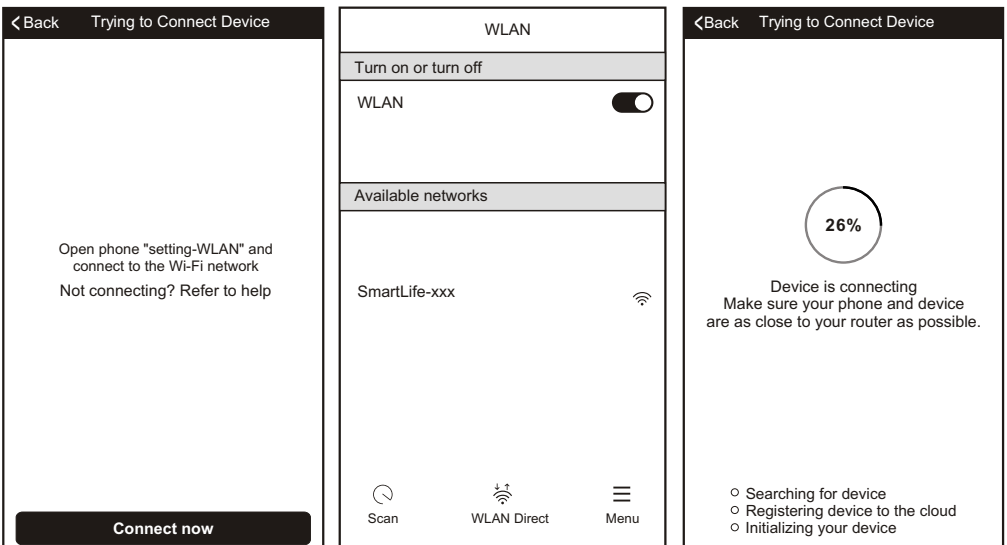 Back Trying to Connect Device
Open phone "setting-WLAN" and
connect to the Wi-Fi network
Not connecting? Refer to help
Connect now
WLAN
Turn on or turn off
WLAN
Available networks
SmartLife-xxx
Scan WLAN Direct Menu
Back Trying to Connect Device
26%
Device is connecting
Make sure your phone and device
are as close to your router as possible.
Searching for device
Registering device to the cloud
Initializing your device